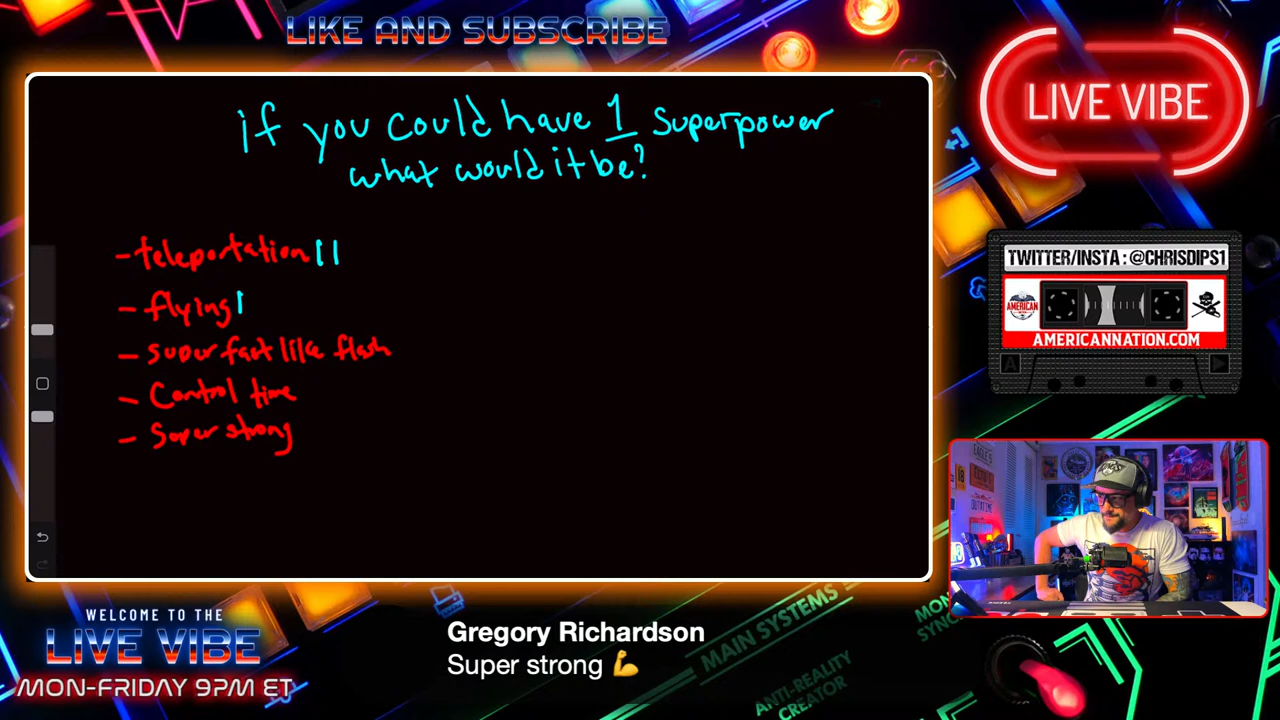 LIKE AND SUBSCRIBE
if you could have 1 superpower
what would it be?
- teleportation ||
- flying |
- super fast like flash
- Control time
- Super strong
LIVE VIBE
TWITTER/INSTA : @CHRISDIPS1
AMERICAN
AMERICANNATION.COM
A
WELCOME TO THE
LIVE VIBE
MON-FRIDAY 9PM ET
Gregory Richardson
Super strong 💪
MAIN SYSTEMS
ANTI-REALITY
CREATOR